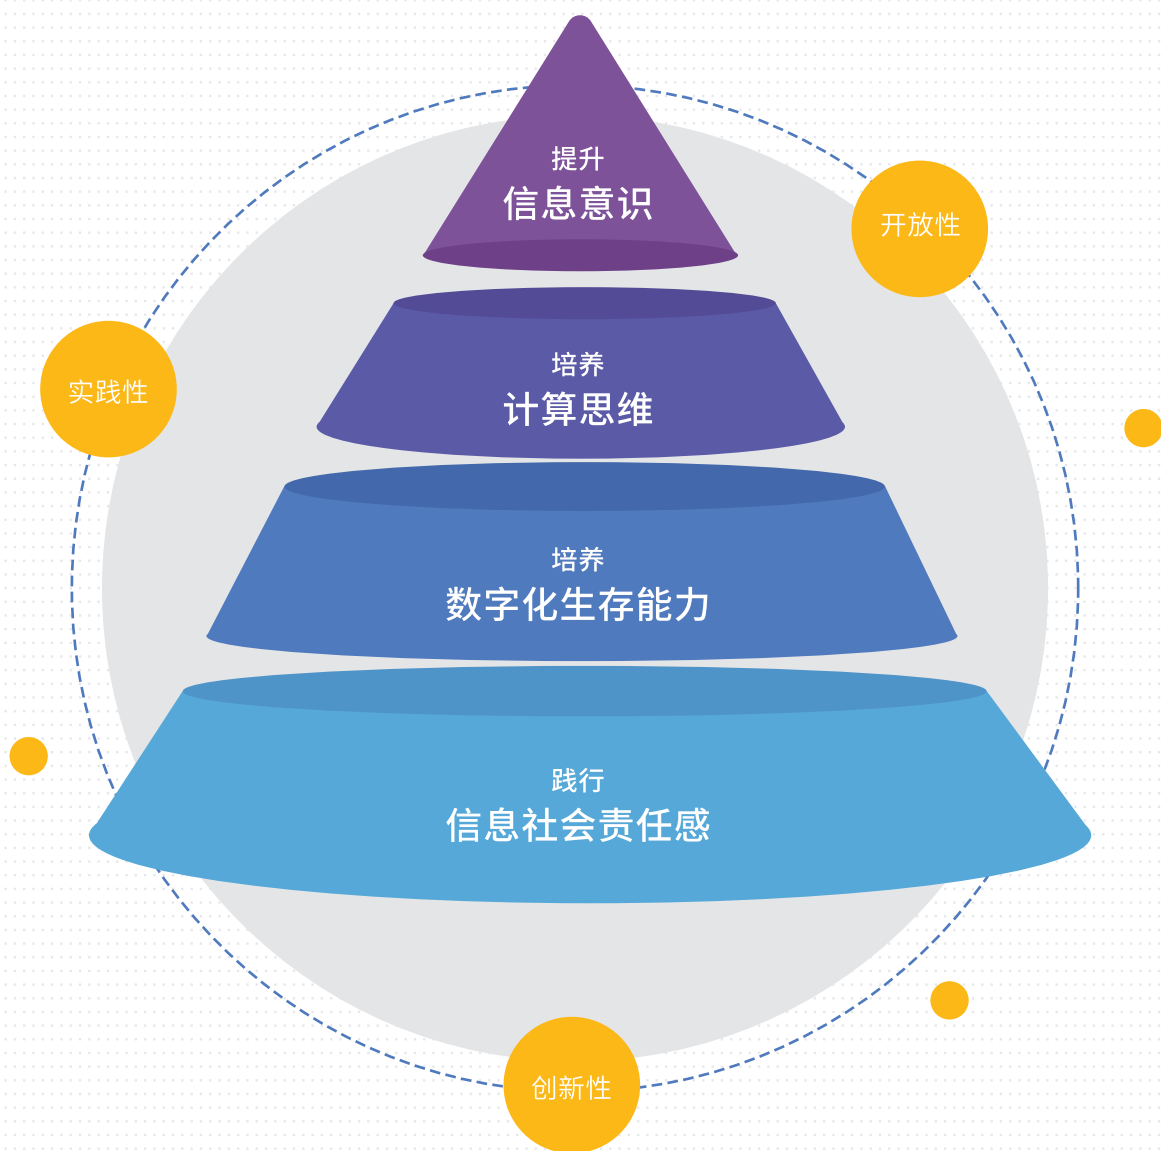 提升
信息意识
开放性
培养
计算思维
实践性
培养
数字化生存能力
践行
信息社会责任感
创新性